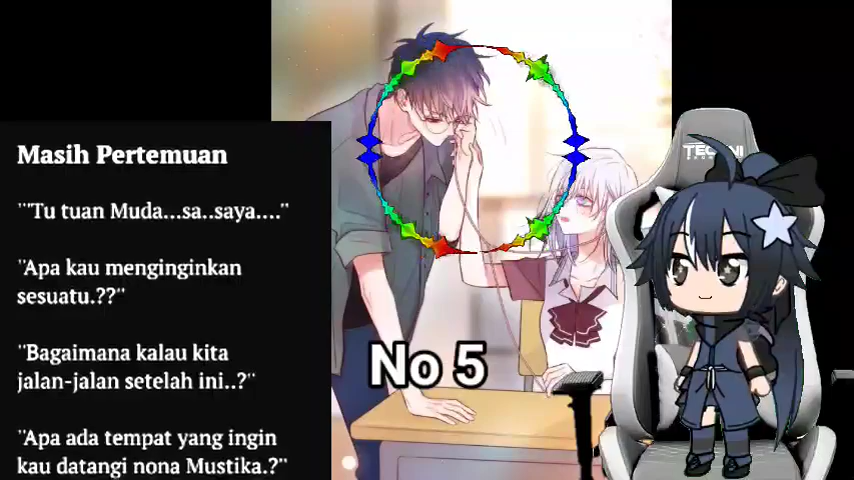 Masih Pertemuan
'"Tu tuan Muda...sa..saya...."
"Apa kau menginginkan
sesuatu.??"
"Bagaimana kalau kita
jalan-jalan setelah ini..?"
"Apa ada tempat yang ingin
kau datangi nona Mustika.?"
No 5